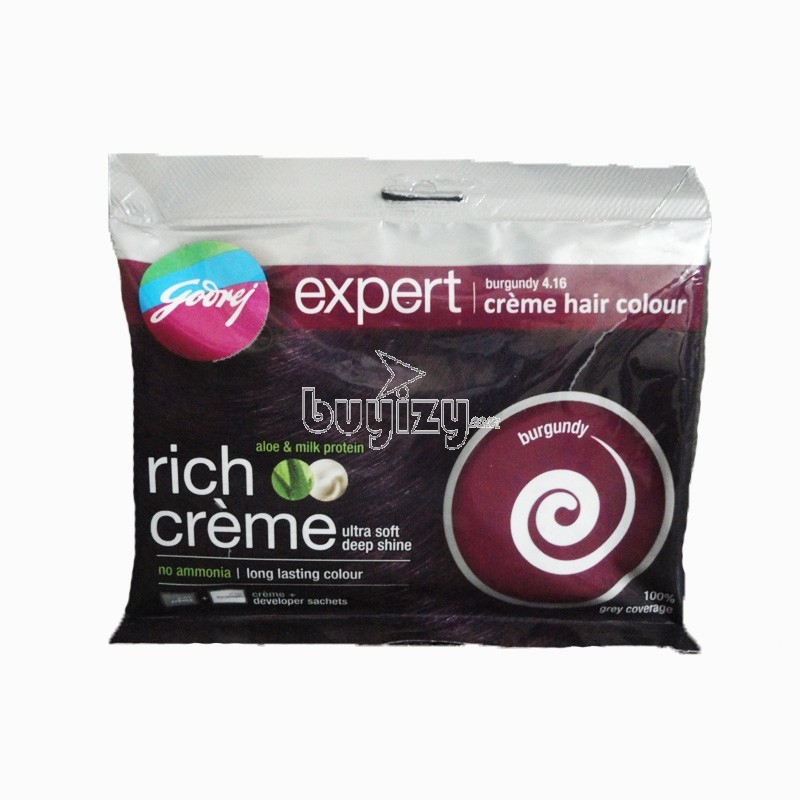 Godrej
expert
burgundy 4.16
crème hair colour
buyizy.com
burgundy
aloe & milk protein
rich
crème
ultra soft
deep shine
no ammonia | long lasting colour
crème +
developer sachets
100%
grey coverage